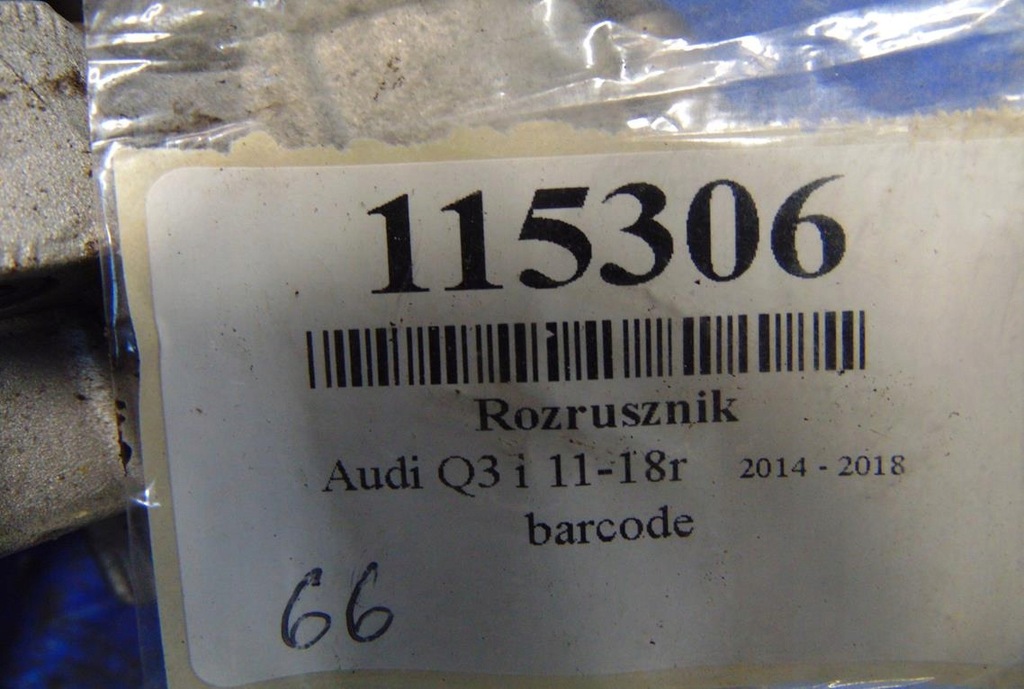 115306
Rozrusznik
Audi Q3 i 11-18r 2014 - 2018
barcode
66